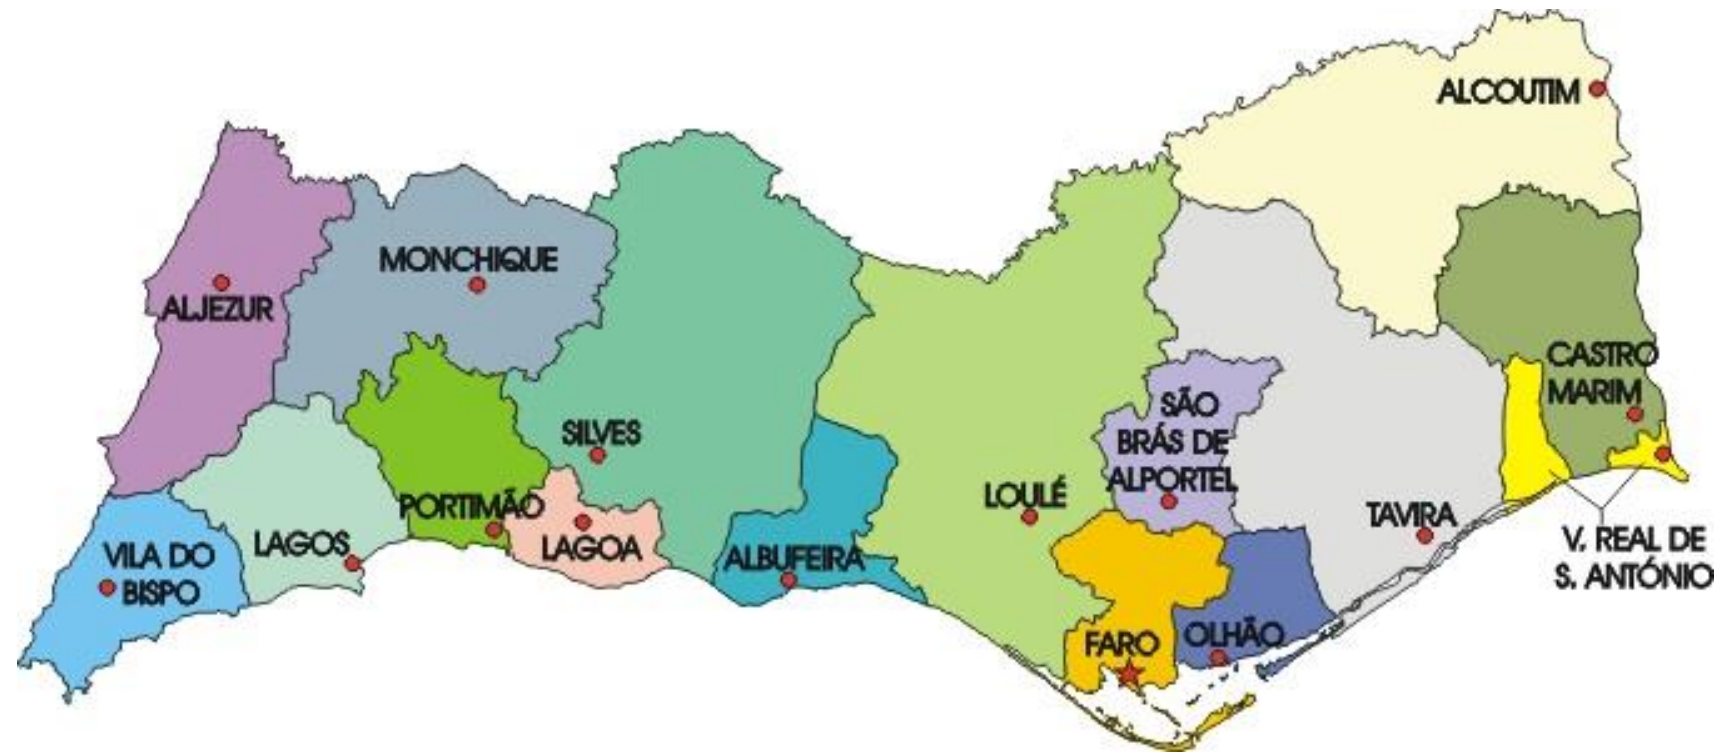 ALCOUTIM
MONCHIQUE
ALJEZUR
CASTRO
MARIM
SÃO
BRÁS DE
ALPORTEL
SILVES
LOULÉ
PORTIMÃO
TAVIRA
LAGOS
LAGOA
V. REAL DE
S. ANTÓNIO
VILA DO
BISPO
ALBUFEIRA
FARO
OLHÃO